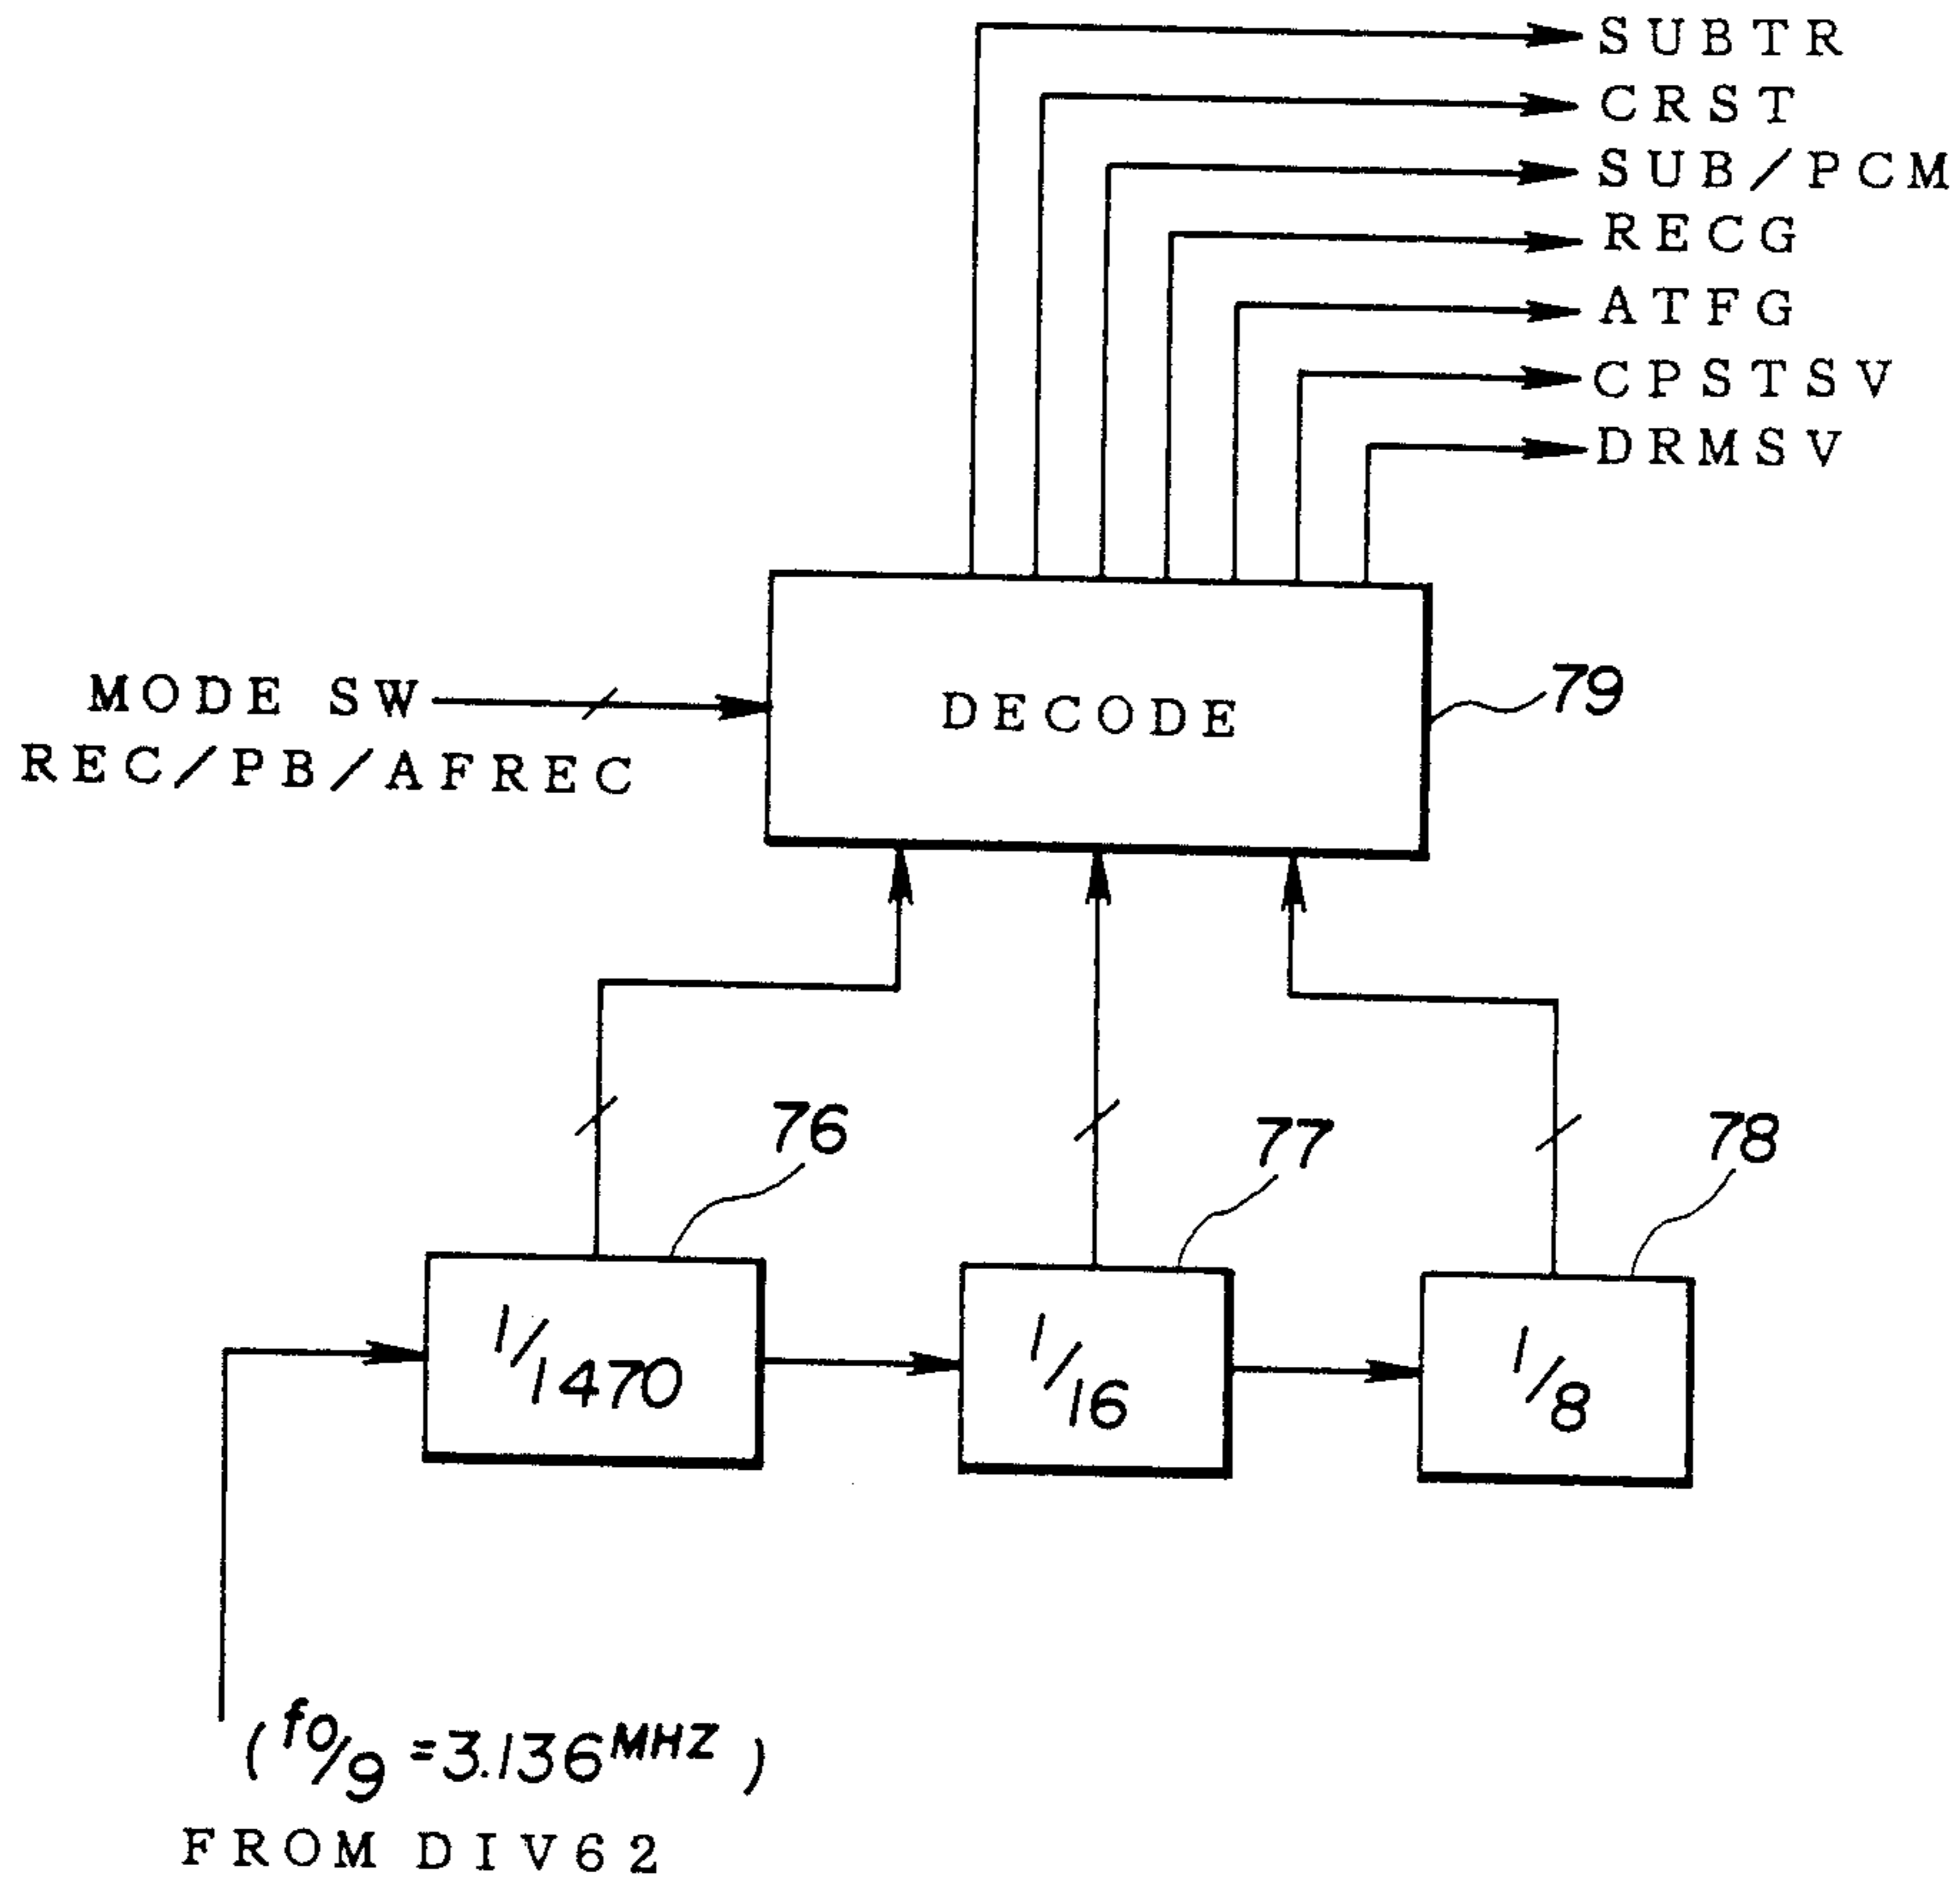 SUBTR
CRST
SUB/PCM
RECG
ATFG
CPSTSV
DRMSV
MODE SW
REC/PB/AFREC
DECODE
79
76
77
78
1/1470
1/16
1/8
(f0/9=3.136MHZ)
FROM DIV62